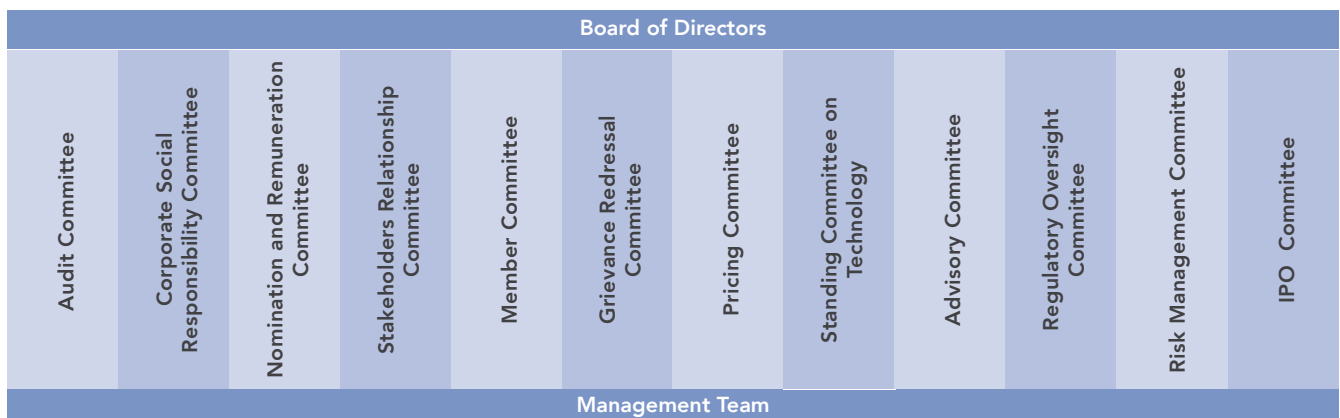 Board of Directors
Audit Committee
Corporate Social
Responsibility Committee
Nomination and Remuneration
Committee
Stakeholders Relationship
Committee
Member Committee
Grievance Redressal
Committee
Pricing Committee
Standing Committee on
Technology
Advisory Committee
Regulatory Oversight
Committee
Risk Management Committee
IPO Committee
Management Team